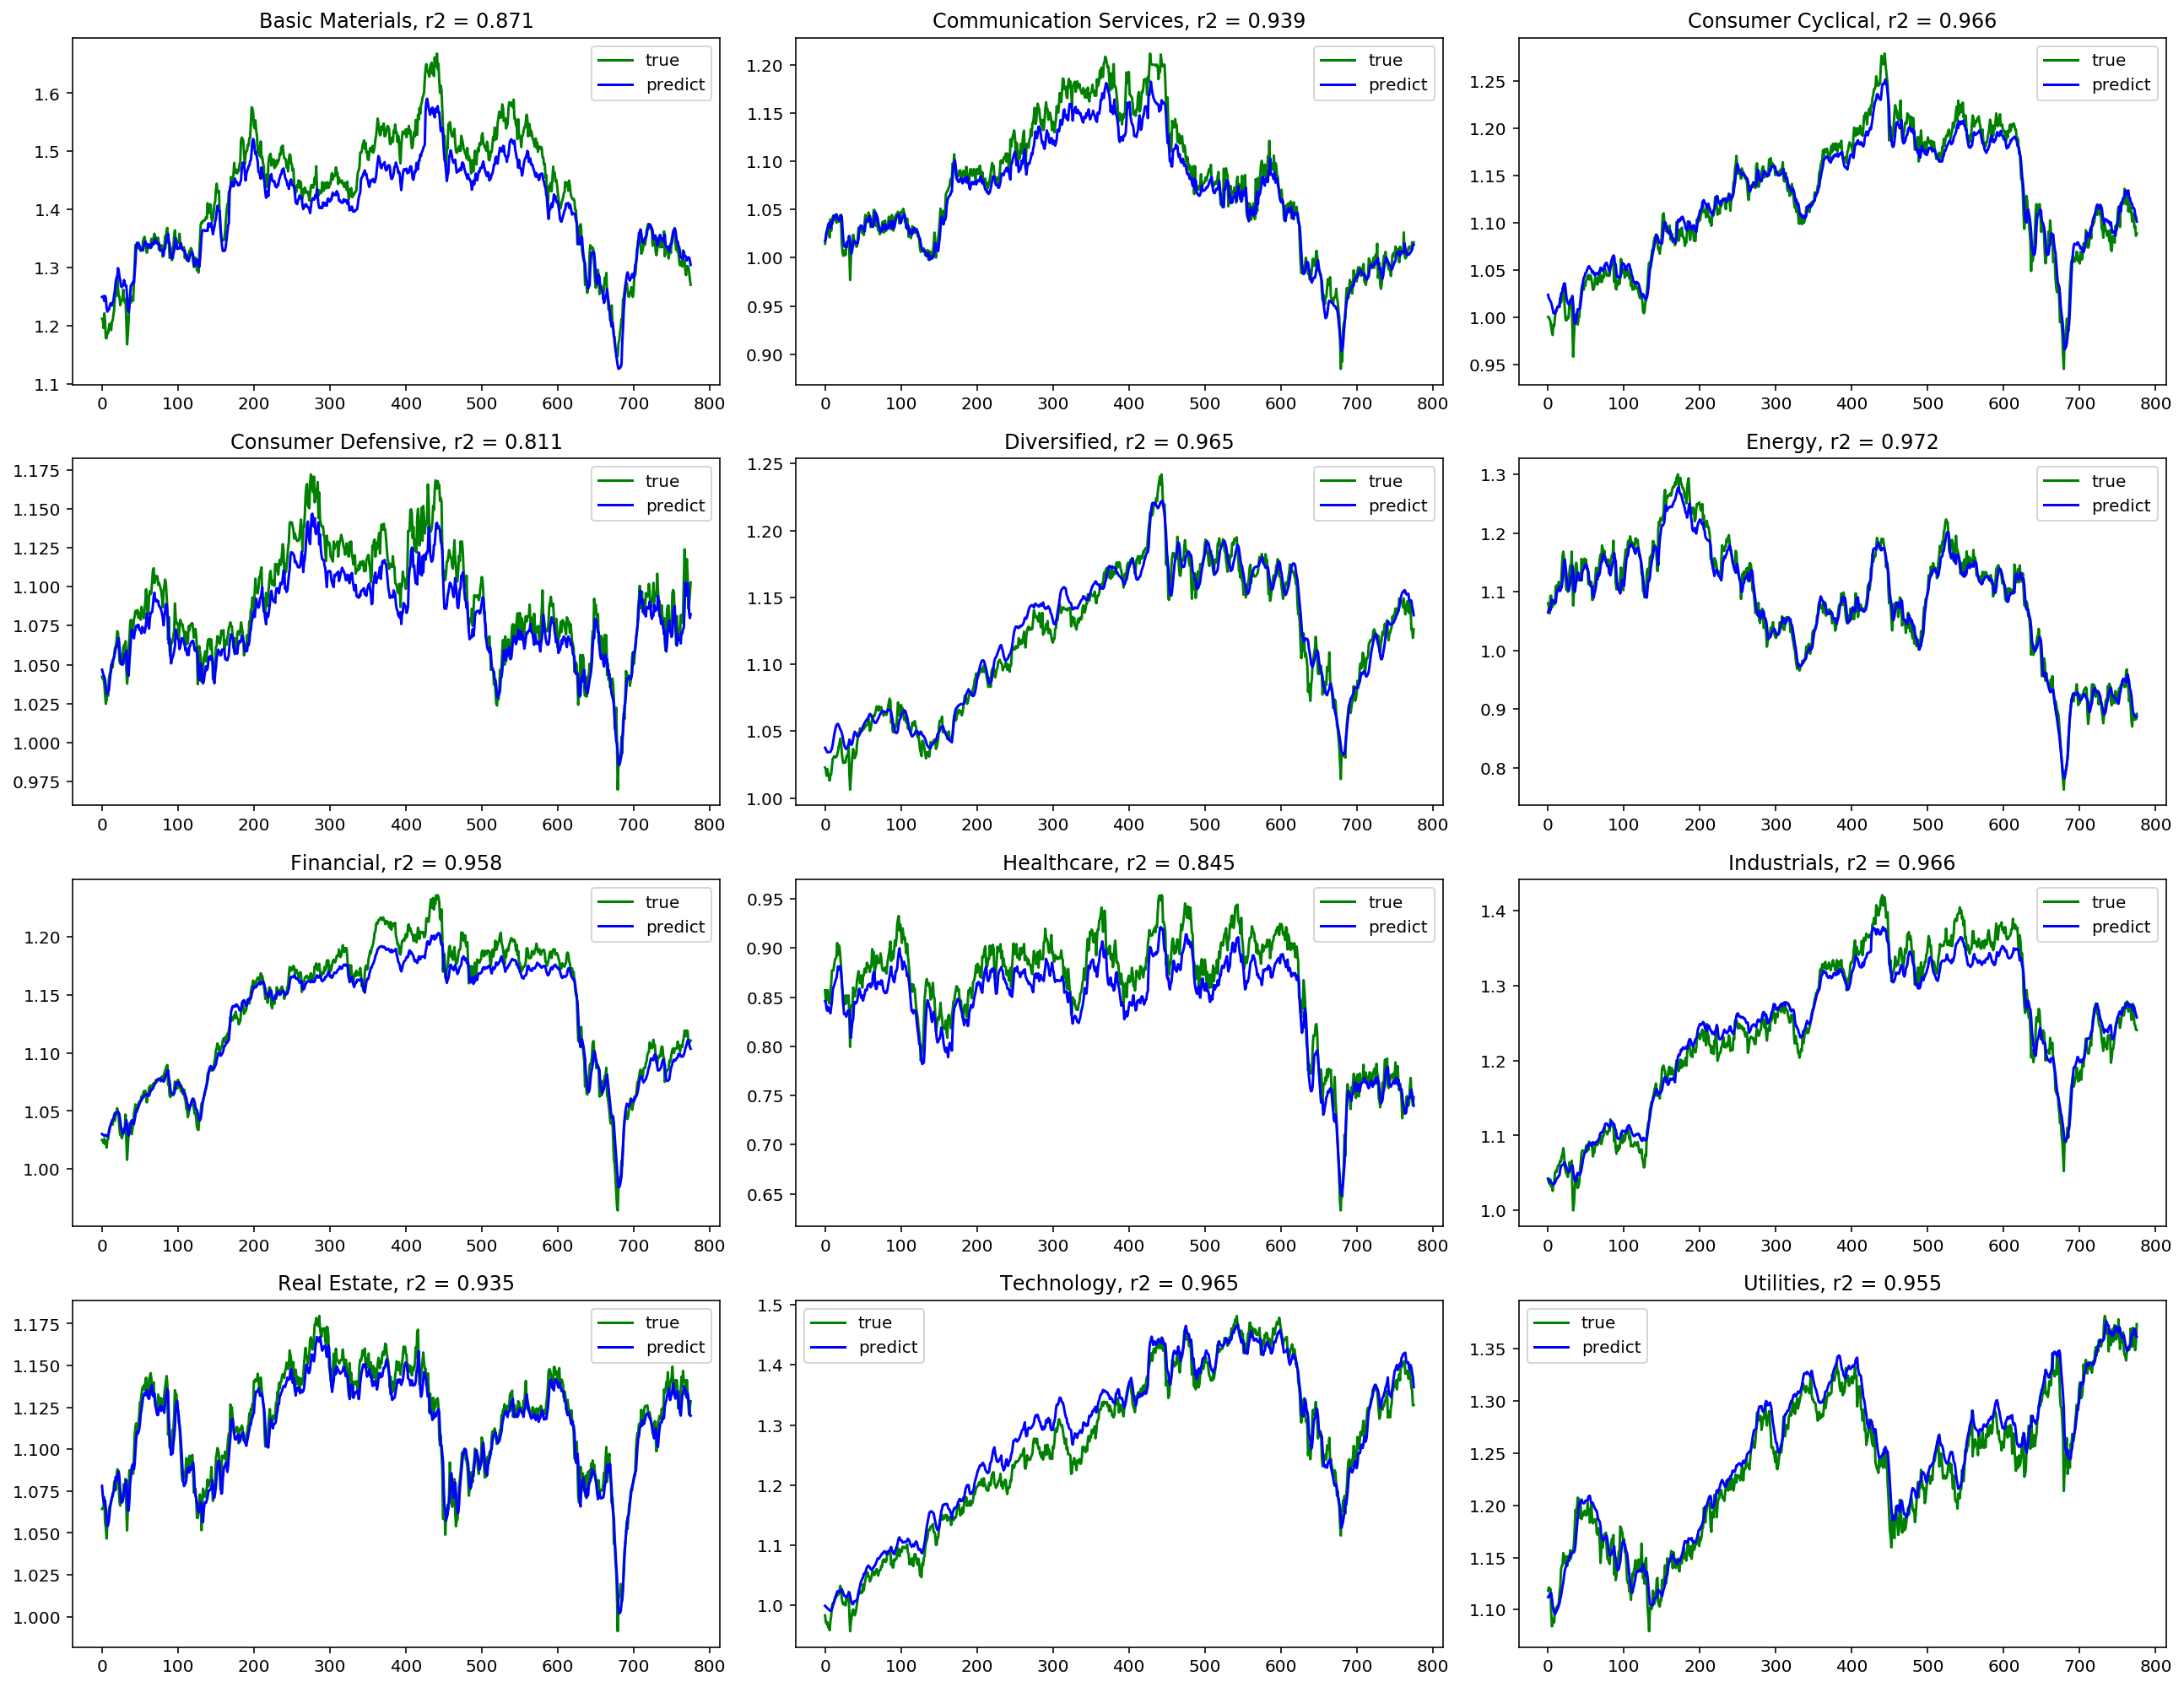 Basic Materials, r2 = 0.871
1.6
1.5
1.4
1.3
1.2
1.1
0 100 200 300 400 500 600 700 800
true
predict
Communication Services, r2 = 0.939
1.20
1.15
1.10
1.05
1.00
0.95
0.90
0 100 200 300 400 500 600 700 800
true
predict
Consumer Cyclical, r2 = 0.966
1.25
1.20
1.15
1.10
1.05
1.00
0.95
0 100 200 300 400 500 600 700 800
true
predict
Consumer Defensive, r2 = 0.811
1.175
1.150
1.125
1.100
1.075
1.050
1.025
1.000
0.975
0 100 200 300 400 500 600 700 800
true
predict
Diversified, r2 = 0.965
1.25
1.20
1.15
1.10
1.05
1.00
0 100 200 300 400 500 600 700 800
true
predict
Energy, r2 = 0.972
1.3
1.2
1.1
1.0
0.9
0.8
0 100 200 300 400 500 600 700 800
true
predict
Financial, r2 = 0.958
1.20
1.15
1.10
1.05
1.00
0 100 200 300 400 500 600 700 800
true
predict
Healthcare, r2 = 0.845
0.95
0.90
0.85
0.80
0.75
0.70
0.65
0 100 200 300 400 500 600 700 800
true
predict
Industrials, r2 = 0.966
1.4
1.3
1.2
1.1
1.0
0 100 200 300 400 500 600 700 800
true
predict
Real Estate, r2 = 0.935
1.175
1.150
1.125
1.100
1.075
1.050
1.025
1.000
0 100 200 300 400 500 600 700 800
true
predict
Technology, r2 = 0.965
1.5
1.4
1.3
1.2
1.1
1.0
0 100 200 300 400 500 600 700 800
true
predict
Utilities, r2 = 0.955
1.35
1.30
1.25
1.20
1.15
1.10
0 100 200 300 400 500 600 700 800
true
predict